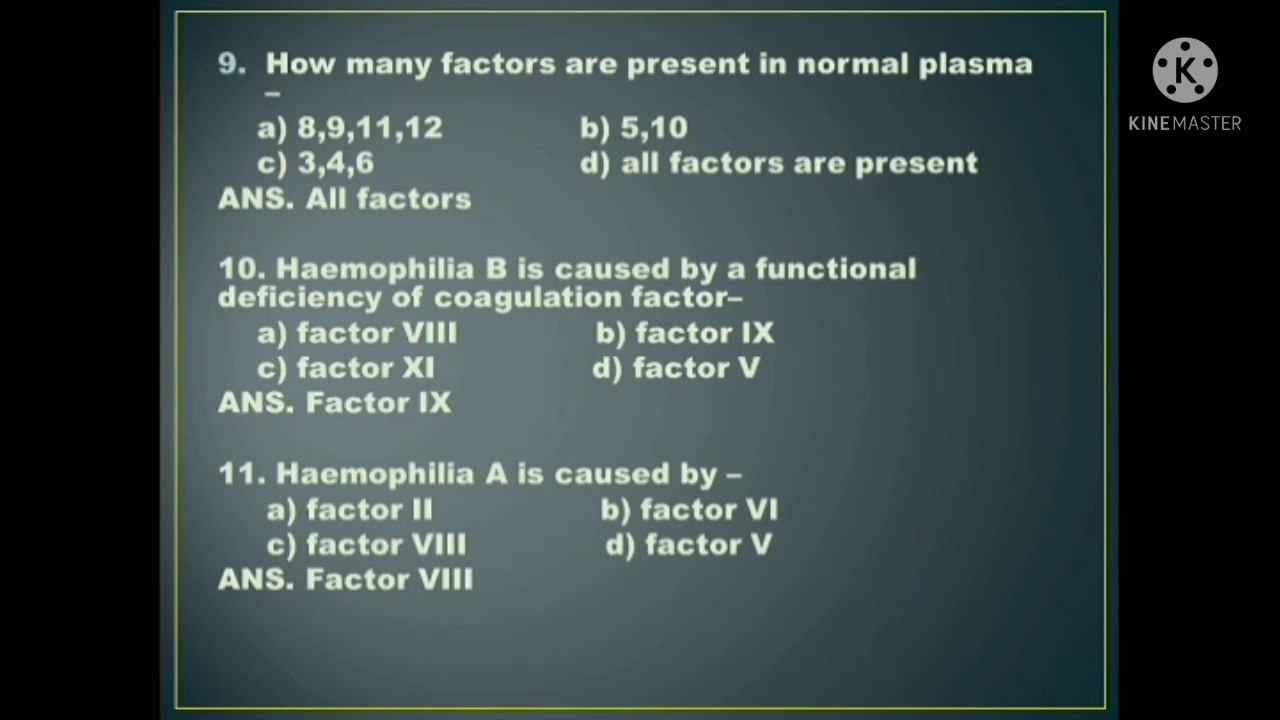 9. How many factors are present in normal plasma
–
a) 8,9,11,12 b) 5,10
c) 3,4,6 d) all factors are present
ANS. All factors
10. Haemophilia B is caused by a functional
deficiency of coagulation factor–
a) factor VIII b) factor IX
c) factor XI d) factor V
ANS. Factor IX
11. Haemophilia A is caused by –
a) factor II b) factor VI
c) factor VIII d) factor V
ANS. Factor VIII
K
KINEMASTER